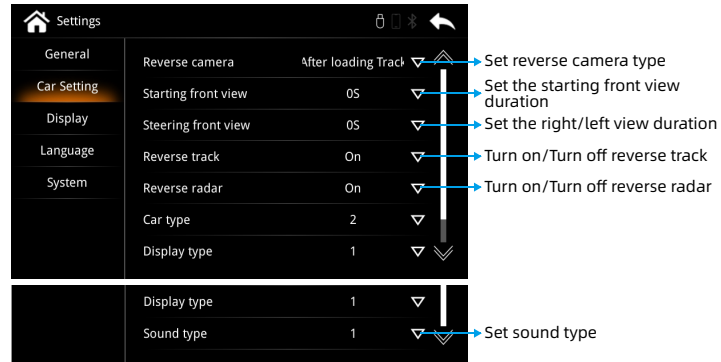 Settings
General
Car Setting
Display
Language
System
Reverse camera After loading Track
Starting front view 0S
Steering front view 0S
Reverse track On
Reverse radar On
Car type 2
Display type 1
Set reverse camera type
Set the starting front view
duration
Set the right/left view duration
Turn on/Turn off reverse track
Turn on/Turn off reverse radar
Display type 1
Sound type 1
Set sound type